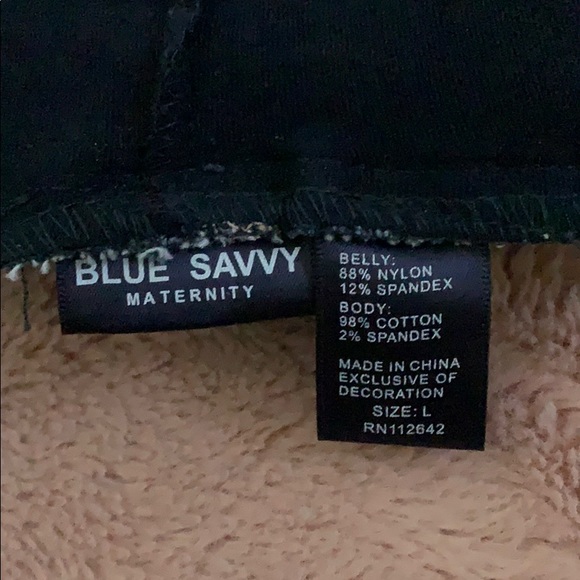 BLUE SAVVY
MATERNITY
BELLY:
88% NYLON
12% SPANDEX
BODY:
98% COTTON
2% SPANDEX
MADE IN CHINA
EXCLUSIVE OF
DECORATION
SIZE: L
RN112642